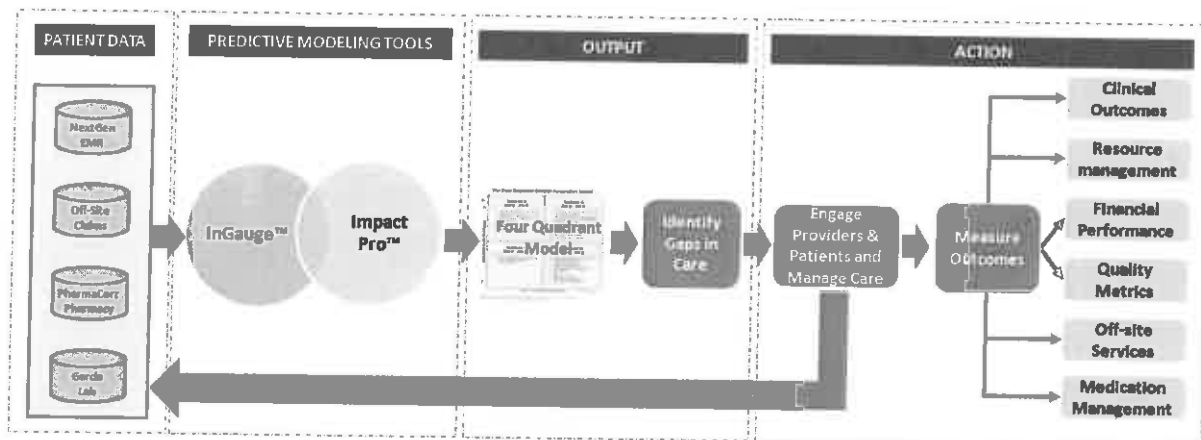 PATIENT DATA
PREDICTIVE MODELING TOOLS
OUTPUT
ACTION
NextGen
EMR
Off-Site
Claims
PharmaCorr
Pharmacy
Garcia
Lab
InGauge™
Impact
Pro™
Four Quadrant
Model
Identify
Gaps in
Care
Engage
Providers &
Patients and
Manage Care
Measure
Outcomes
Clinical
Outcomes
Resource
management
Financial
Performance
Quality
Metrics
Off-site
Services
Medication
Management